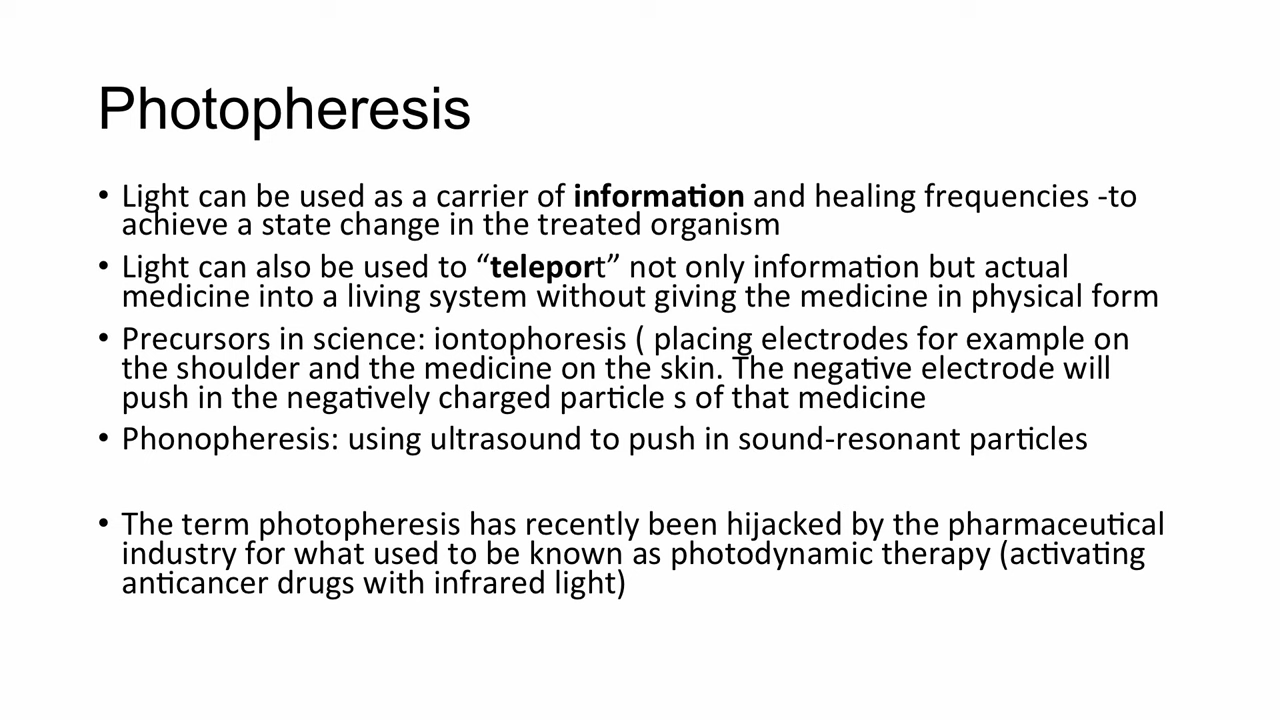 Photopheresis
• Light can be used as a carrier of information and healing frequencies -to
achieve a state change in the treated organism
• Light can also be used to “teleport” not only information but actual
medicine into a living system without giving the medicine in physical form
• Precursors in science: iontophoresis ( placing electrodes for example on
the shoulder and the medicine on the skin. The negative electrode will
push in the negatively charged particle s of that medicine
• Phonopheresis: using ultrasound to push in sound-resonant particles
• The term photopheresis has recently been hijacked by the pharmaceutical
industry for what used to be known as photodynamic therapy (activating
anticancer drugs with infrared light)